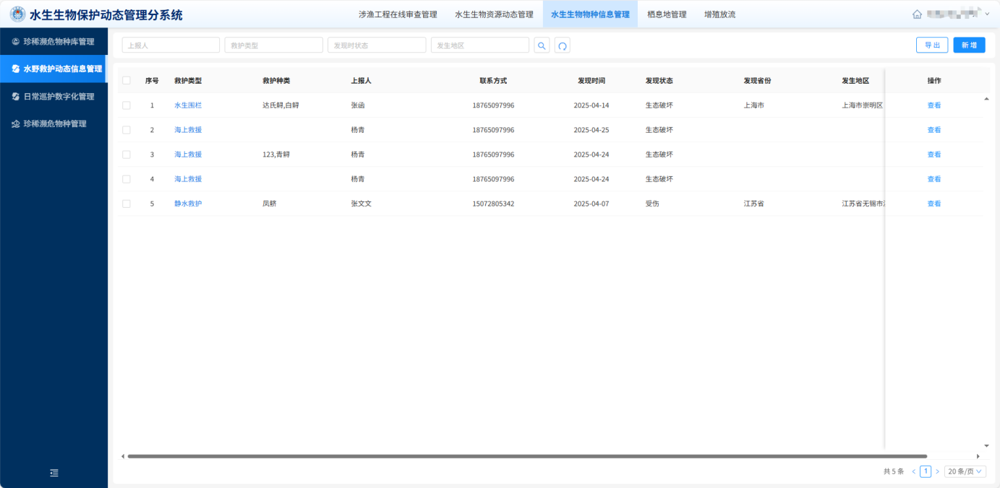 水生生物保护动态管理分系统 涉渔工程在线审查管理 水生生物资源动态管理 水生生物物种信息管理 栖息地管理 增殖放流
珍稀濒危物种库管理
水野救护动态信息管理
日常巡护数字化管理
珍稀濒危物种管理
上报人 救护类型 发现时状态 发生地区 导出 新增
序号 救护类型 救护种类 上报人 联系方式 发现时间 发现状态 发现省份 发生地区 操作
1 水生围栏 达氏鲟,白鲟 张函 18765097996 2025-04-14 生态破坏 上海市 上海市崇明区 查看
2 海上救援 杨青 18765097996 2025-04-25 生态破坏 查看
3 海上救援 123,青鲟 杨青 18765097996 2025-04-24 生态破坏 查看
4 海上救援 杨青 18765097996 2025-04-24 生态破坏 查看
5 静水救护 凤鲚 张文文 15072805342 2025-04-07 受伤 江苏省 江苏省无锡市 查看
共 5 条 < 1 > 20 条/页